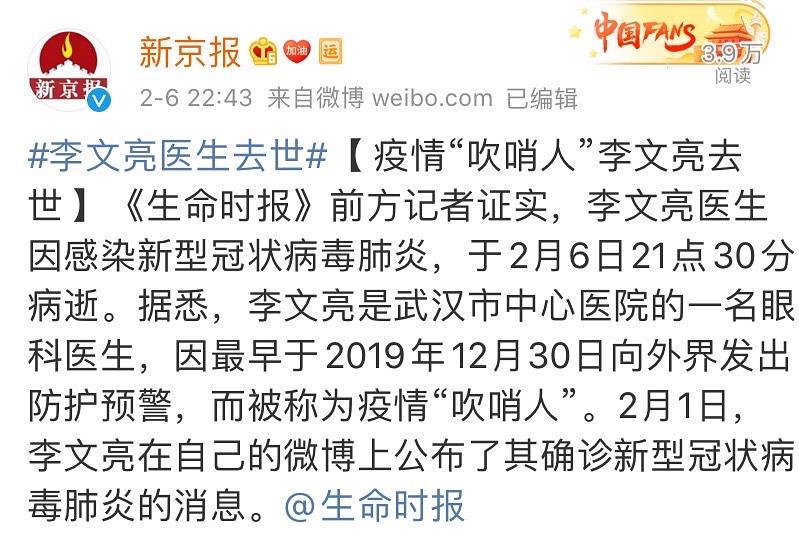 新京报 加油 运
中国FANS
3.9万
阅读
新京报
2-6 22:43 来自微博 weibo.com 已编辑
#李文亮医生去世#【疫情“吹哨人”李文亮去
世】《生命时报》前方记者证实，李文亮医生
因感染新型冠状病毒肺炎，于2月6日21点30分
病逝。据悉，李文亮是武汉市中心医院的一名眼
科医生，因最早于2019年12月30日向外界发出
防护预警，而被称为疫情“吹哨人”。2月1日，
李文亮在自己的微博上公布了其确诊新型冠状病
毒肺炎的消息。@生命时报